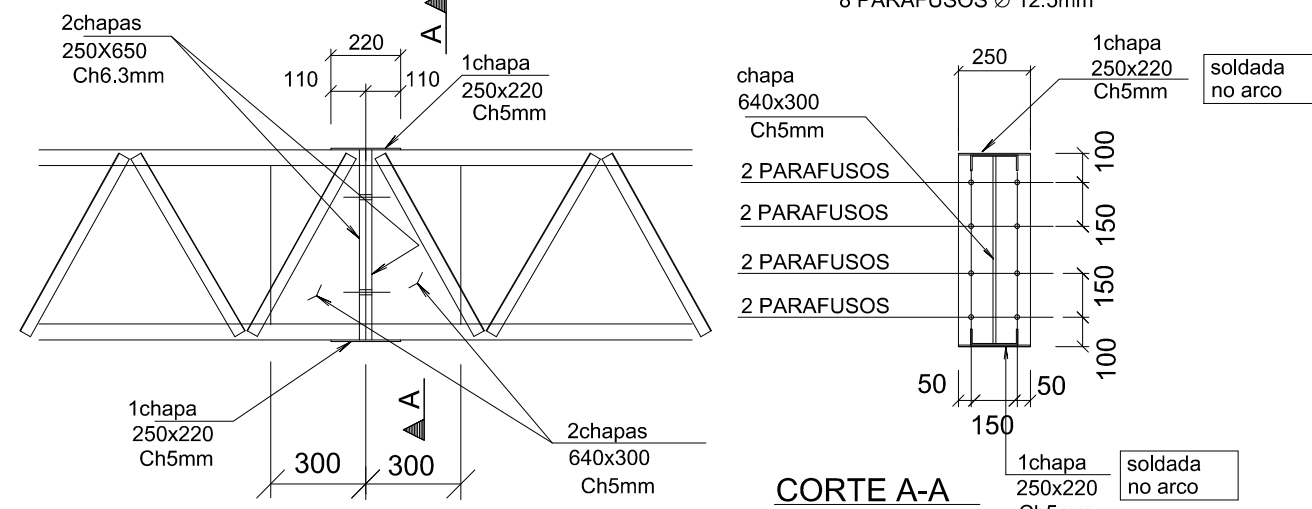 8 PARAFUSOS Ø 12.5mm
2chapas
250X650
Ch6.3mm
A
220
110
110
1chapa
250x220
Ch5mm
1chapa
250x220
Ch5mm
300
300
A
2chapas
640x300
Ch5mm
250
1chapa
250x220
Ch5mm
soldada
no arco
chapa
640x300
Ch5mm
2 PARAFUSOS
2 PARAFUSOS
2 PARAFUSOS
2 PARAFUSOS
100
150
150
100
50
50
150
1chapa
250x220
Ch5mm
soldada
no arco
CORTE A-A